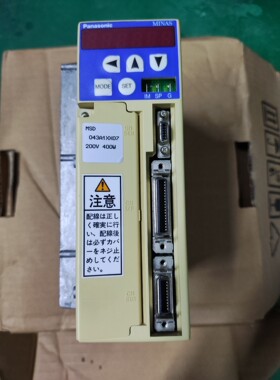 Panasonic
MINAS
MODE
SET
IM SP G
MSD
043A1XX07
200V 400W
注意
配線は正し
く確実に行
い、配線後
は必ずカバ
ーをネジ止
めしてくだ
さい。